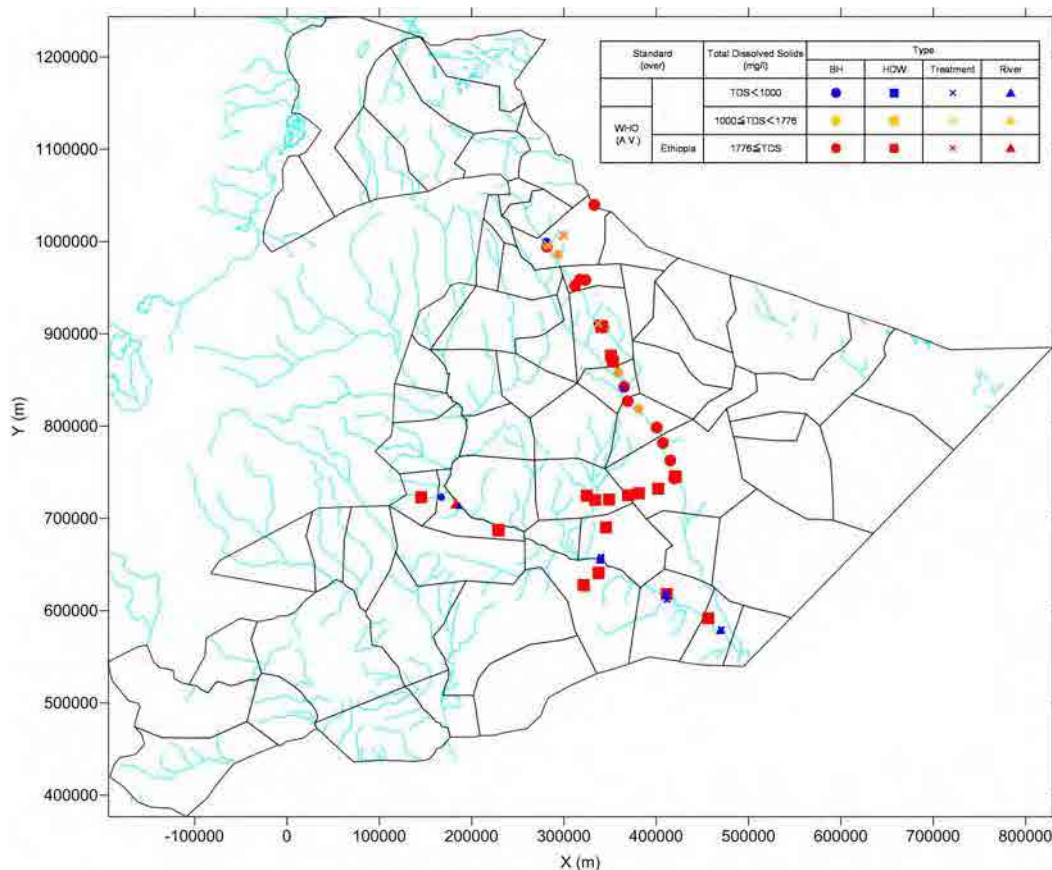 Standard (over) Total Dissolved Solids (mg/l) Type
BH HDW Treatment River
TDS<1000
WHO (A.V.) 1000≦TDS<1776
Ethiopia 1776≦TDS
1200000
1100000
1000000
900000
800000
700000
600000
500000
400000
Y (m)
-100000 0 100000 200000 300000 400000 500000 600000 700000 800000
X (m)